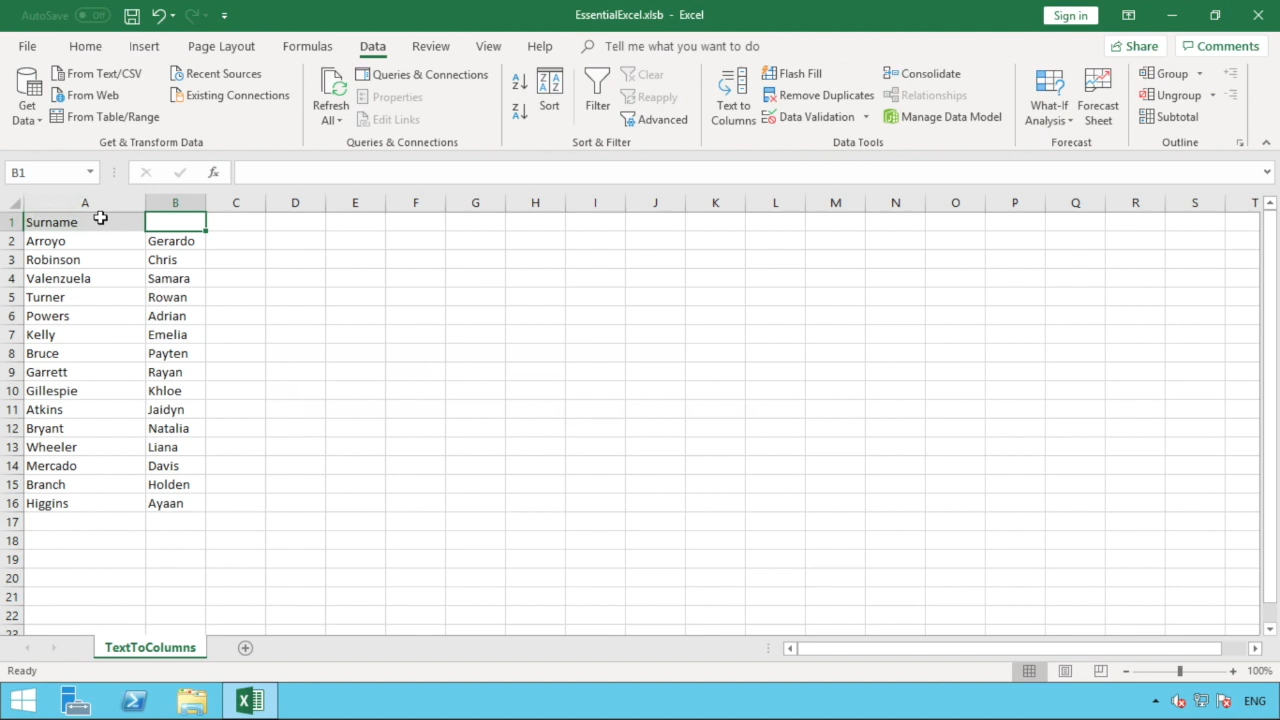 AutoSave Off EssentialExcel.xlsb - Excel Sign in
File Home Insert Page Layout Formulas Data Review View Help Tell me what you want to do Share Comments
From Text/CSV Recent Sources Queries & Connections Clear Flash Fill Consolidate Group
Get Data From Web Existing Connections Refresh All Properties Sort Filter Reapply Text to Columns Remove Duplicates Relationships What-If Analysis Forecast Sheet Ungroup
From Table/Range Edit Links Advanced Data Validation Manage Data Model Subtotal
Get & Transform Data Queries & Connections Sort & Filter Data Tools Forecast Outline
B1 fx
A B C D E F G H I J K L M N O P Q R S T
1 Surname
2 Arroyo Gerardo
3 Robinson Chris
4 Valenzuela Samara
5 Turner Rowan
6 Powers Adrian
7 Kelly Emelia
8 Bruce Payten
9 Garrett Rayan
10 Gillespie Khloe
11 Atkins Jaidyn
12 Bryant Natalia
13 Wheeler Liana
14 Mercado Davis
15 Branch Holden
16 Higgins Ayaan
17
18
19
20
21
22
23
TextToColumns
Ready 100%
ENG